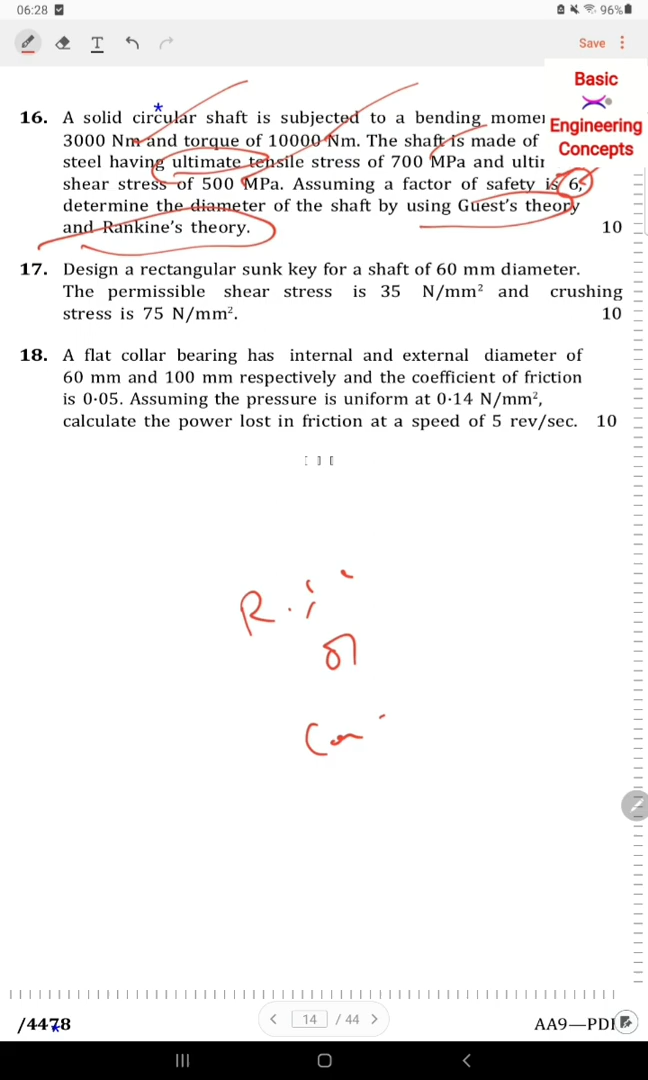 06:28
96%
T
Save
Basic
Engineering
Concepts
16. A solid circular shaft is subjected to a bending momen
3000 Nm and torque of 10000 Nm. The shaft is made of
steel having ultimate tensile stress of 700 MPa and ultir
shear stress of 500 MPa. Assuming a factor of safety is 6,
determine the diameter of the shaft by using Guest's theory
and Rankine's theory. 10
17. Design a rectangular sunk key for a shaft of 60 mm diameter.
The permissible shear stress is 35 N/mm² and crushing
stress is 75 N/mm². 10
18. A flat collar bearing has internal and external diameter of
60 mm and 100 mm respectively and the coefficient of friction
is 0·05. Assuming the pressure is uniform at 0·14 N/mm²,
calculate the power lost in friction at a speed of 5 rev/sec. 10
/4478
14 / 44
AA9—PDF